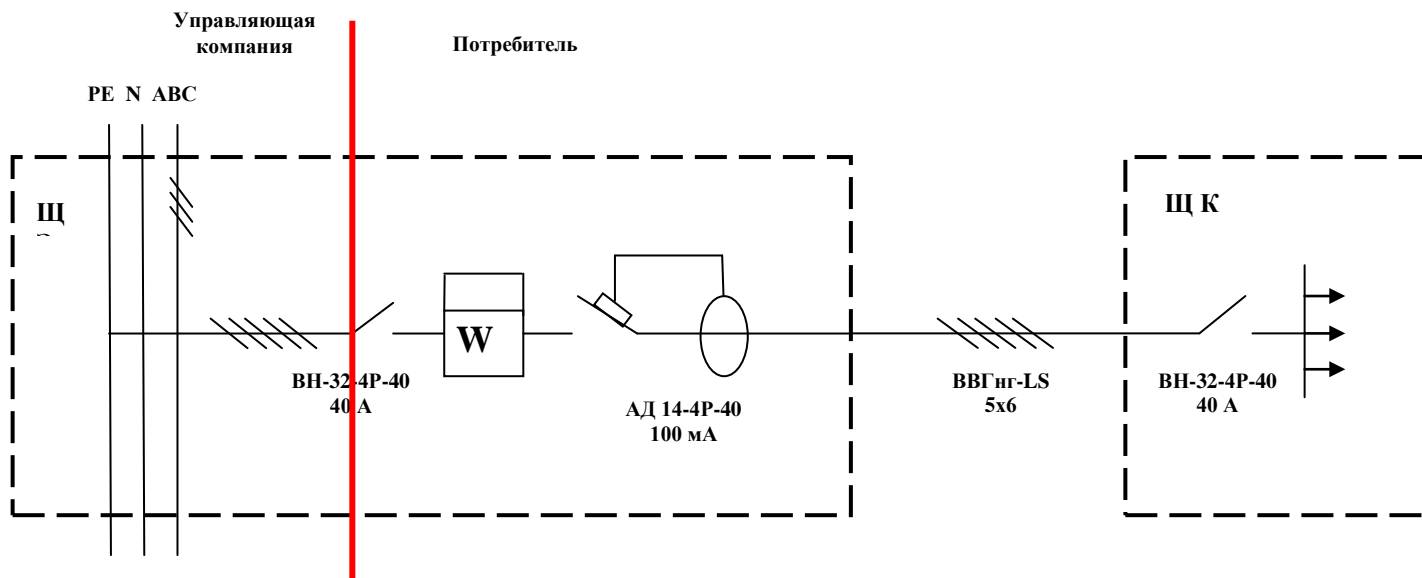 Управляющая
компания
Потребитель
PE N ABC
Щ
Щ К
W
ВН-32-4Р-40
40 А
АД 14-4Р-40
100 мА
ВВГнг-LS
5х6
ВН-32-4Р-40
40 А